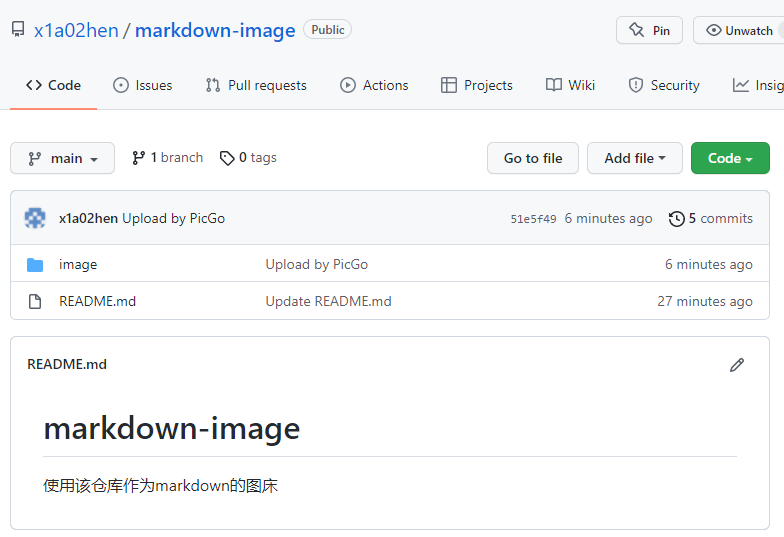 x1a02hen / markdown-image Public Pin Unwatch
Code Issues Pull requests Actions Projects Wiki Security Insig
main 1 branch 0 tags Go to file Add file Code
x1a02hen Upload by PicGo 51e5f49 6 minutes ago 5 commits
image Upload by PicGo 6 minutes ago
README.md Update README.md 27 minutes ago
README.md
markdown-image
使用该仓库作为markdown的图床